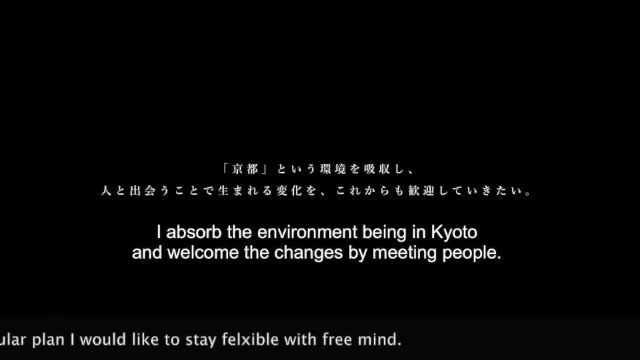 「京都」という環境を吸収し、
人と出会うことで生まれる変化を、これからも歓迎していきたい。
I absorb the environment being in Kyoto
and welcome the changes by meeting people.
ular plan I would like to stay felxible with free mind.